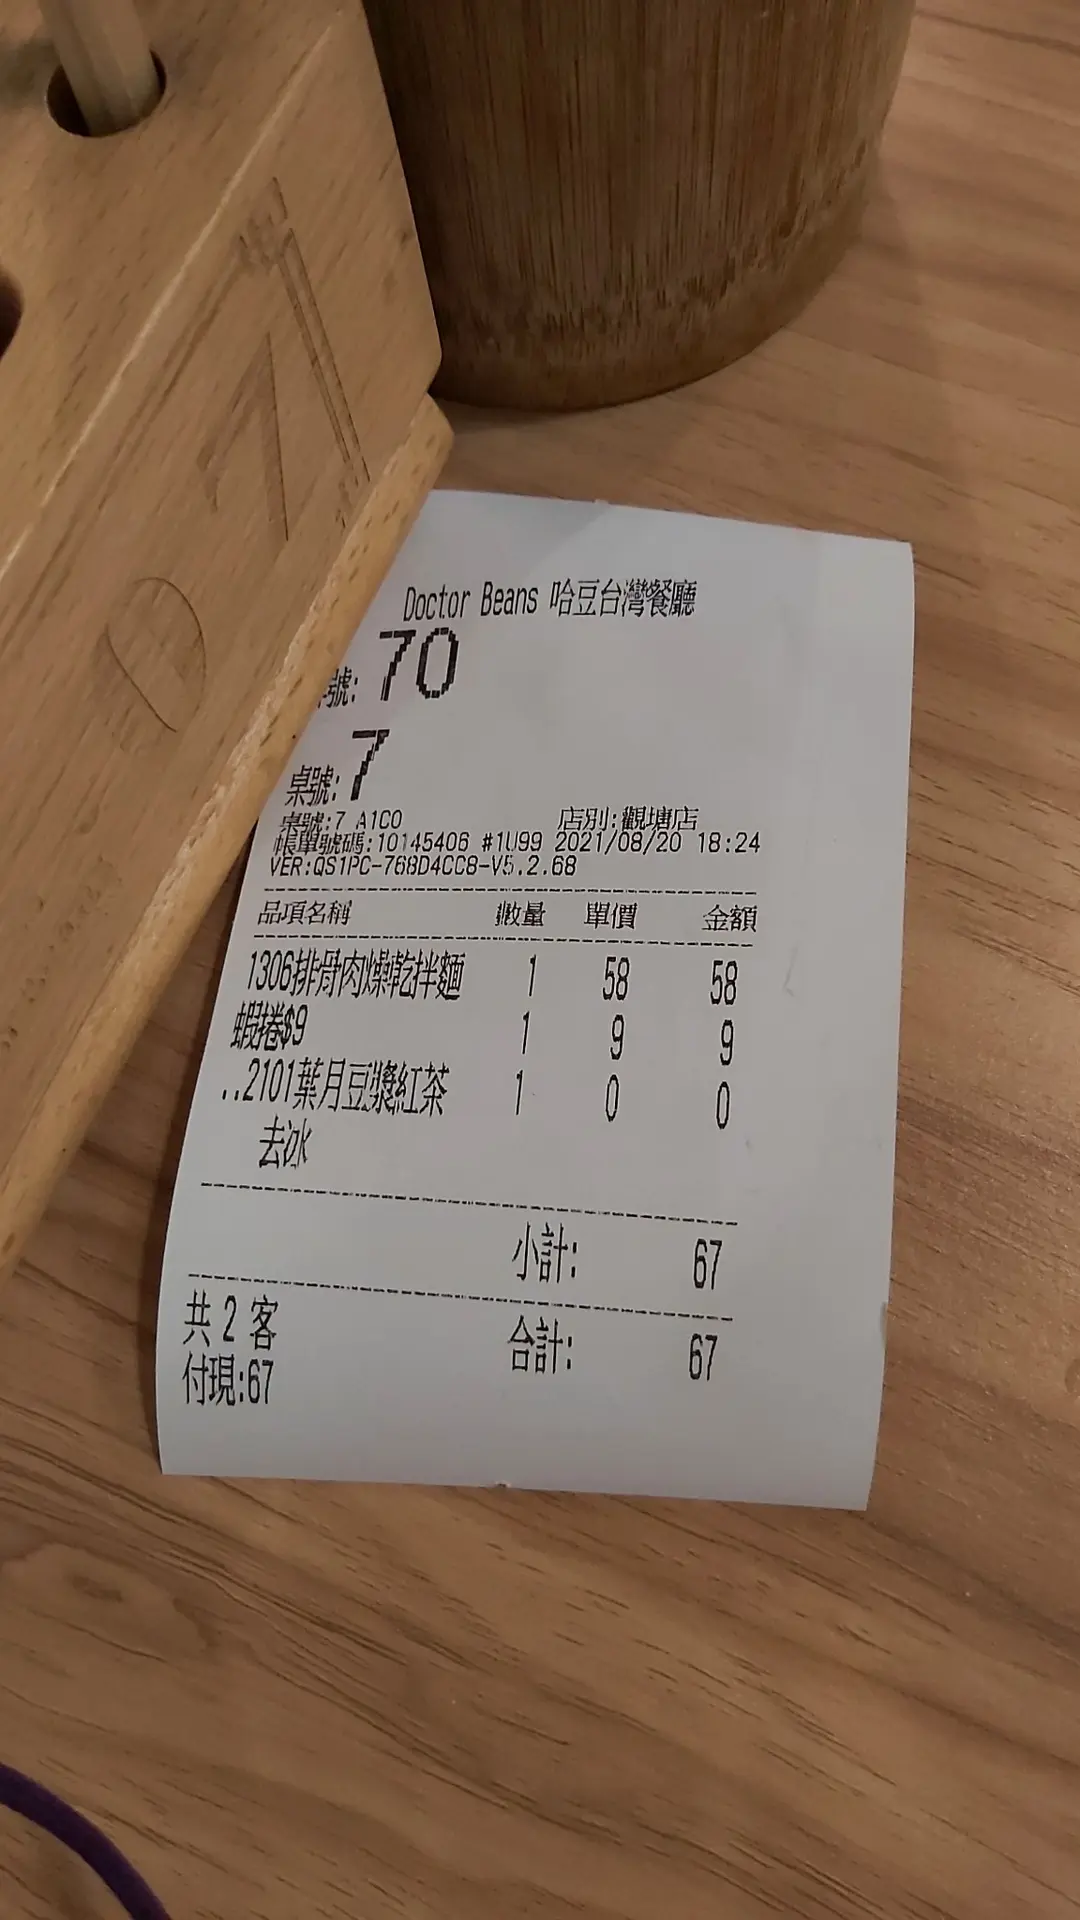 Doctor Beans 哈豆台灣餐廳
號: 70
桌號: 7
桌號:7 A1CO 店別:觀塘店
帳單號碼:10145406 #1U99 2021/08/20 18:24
VER:QS1PC-768D4CC8-V5.2.68
品項名稱 數量 單價 金額
1306排骨肉燥乾拌麵 1 58 58
蝦捲$9 1 9 9
..2101葉月豆漿紅茶 1 0 0
去冰
小計: 67
共 2 客 合計: 67
付現:67
70